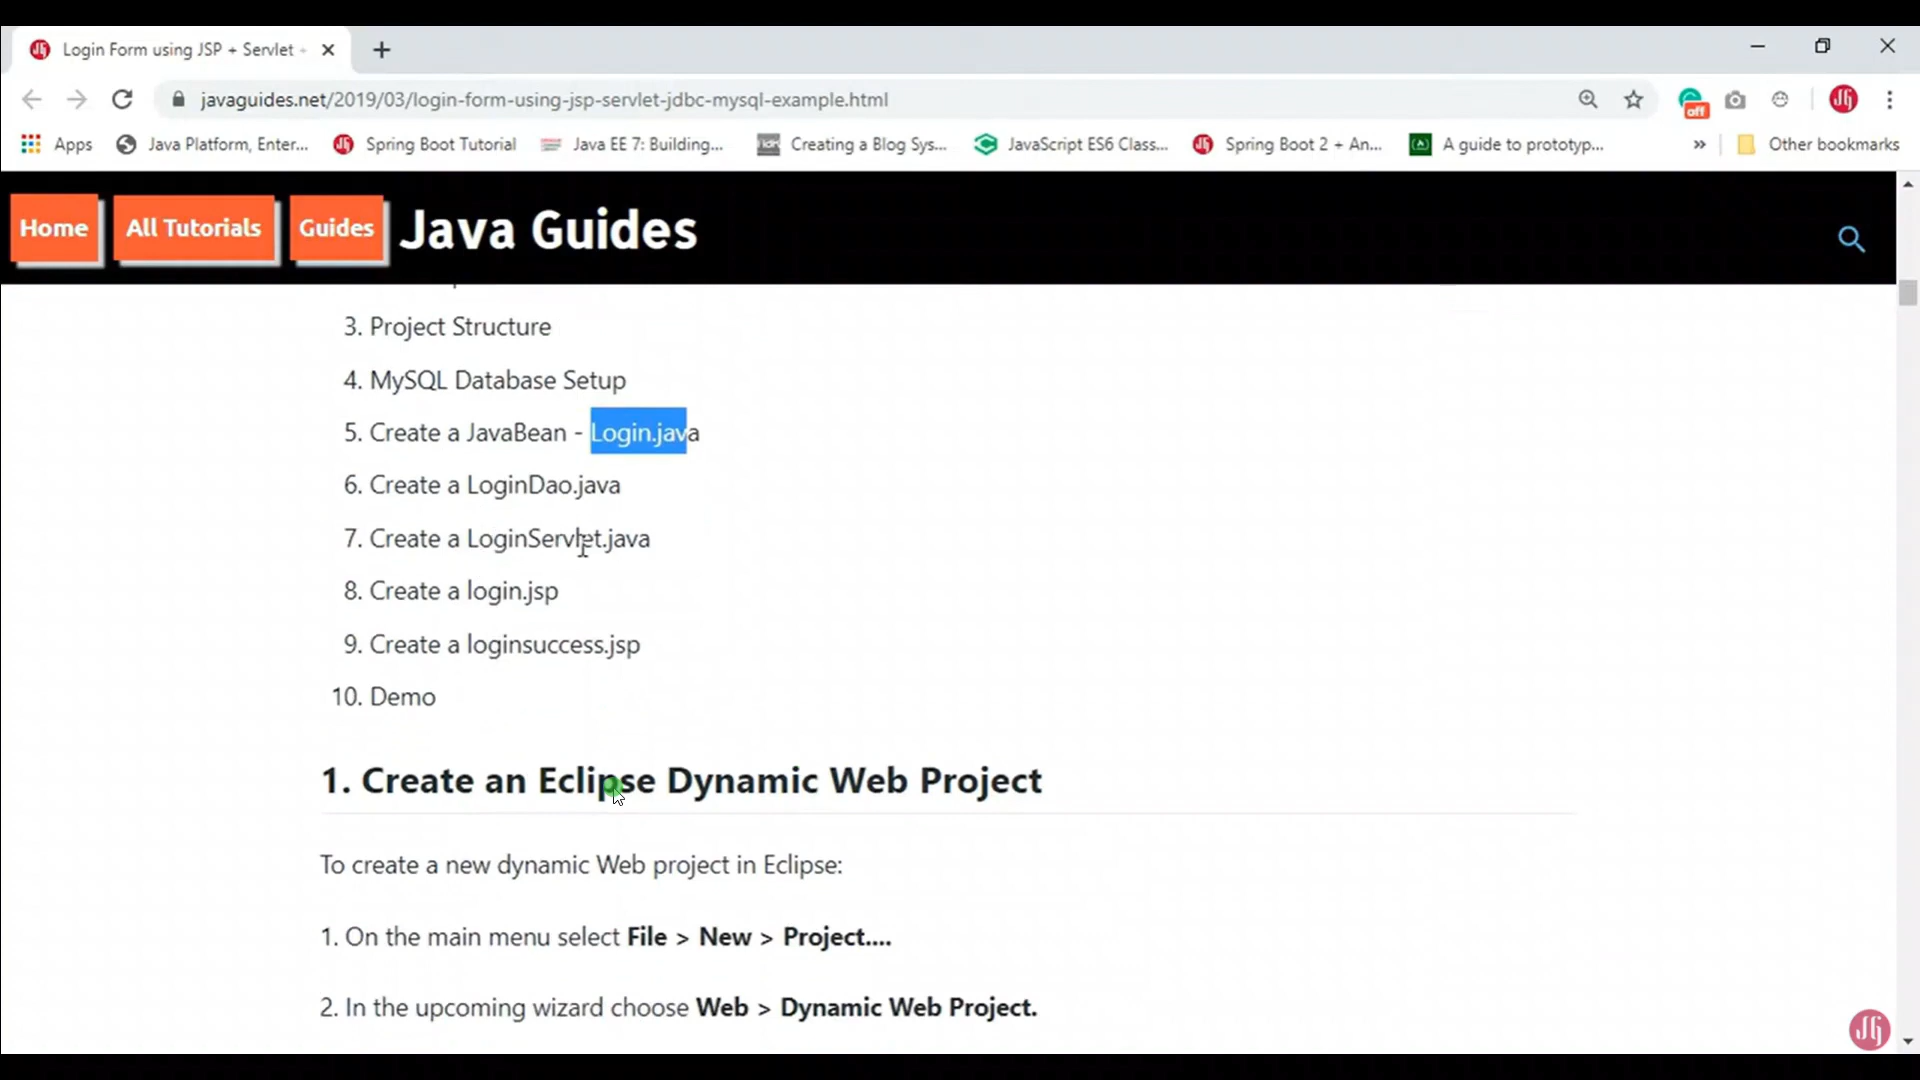 Login Form using JSP + Servlet +
javaguides.net/2019/03/login-form-using-jsp-servlet-jdbc-mysql-example.html
off
Apps
Java Platform, Enter...
Spring Boot Tutorial
Java EE 7: Building...
Creating a Blog Sys...
JavaScript ES6 Class...
Spring Boot 2 + An...
A guide to prototyp...
»
Other bookmarks
Home
All Tutorials
Guides
Java Guides
3. Project Structure
4. MySQL Database Setup
5. Create a JavaBean - Login.java
6. Create a LoginDao.java
7. Create a LoginServlet.java
8. Create a login.jsp
9. Create a loginsuccess.jsp
10. Demo
1. Create an Eclipse Dynamic Web Project
To create a new dynamic Web project in Eclipse:
1. On the main menu select File > New > Project....
2. In the upcoming wizard choose Web > Dynamic Web Project.